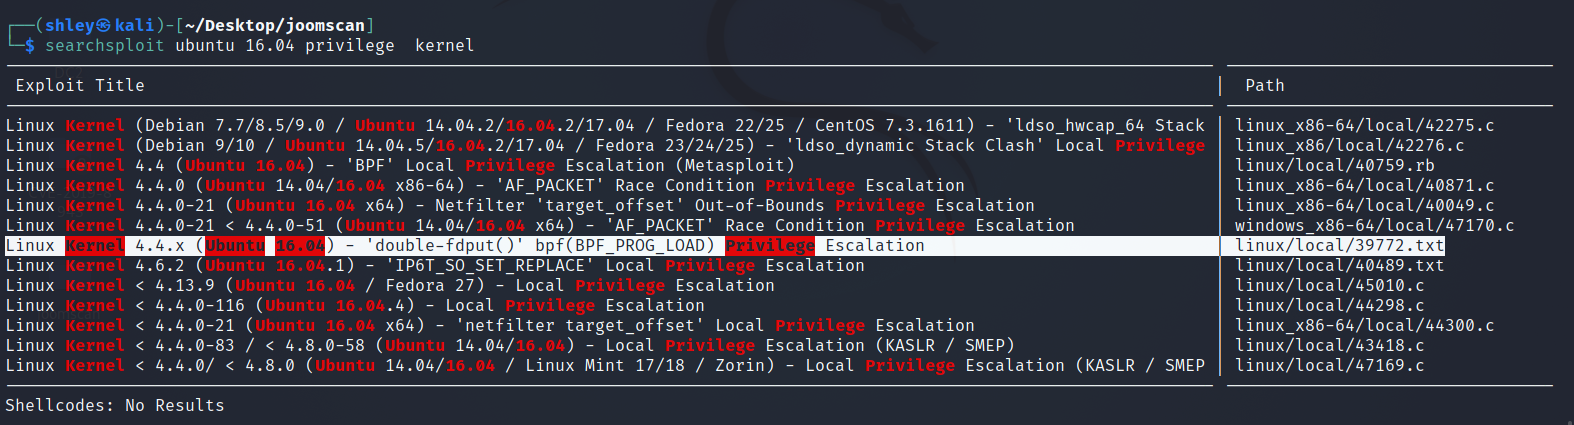 ┌──(shley㉿kali)-[~/Desktop/joomscan]
└─$ searchsploit ubuntu 16.04 privilege  kernel
Exploit Title | Path
Linux Kernel (Debian 7.7/8.5/9.0 / Ubuntu 14.04.2/16.04.2/17.04 / Fedora 22/25 / CentOS 7.3.1611) - 'ldso_hwcap_64 Stack | linux_x86-64/local/42275.c
Linux Kernel (Debian 9/10 / Ubuntu 14.04.5/16.04.2/17.04 / Fedora 23/24/25) - 'ldso_dynamic Stack Clash' Local Privilege | linux_x86/local/42276.c
Linux Kernel 4.4 (Ubuntu 16.04) - 'BPF' Local Privilege Escalation (Metasploit) | linux/local/40759.rb
Linux Kernel 4.4.0 (Ubuntu 14.04/16.04 x86-64) - 'AF_PACKET' Race Condition Privilege Escalation | linux_x86-64/local/40871.c
Linux Kernel 4.4.0-21 (Ubuntu 16.04 x64) - Netfilter 'target_offset' Out-of-Bounds Privilege Escalation | linux_x86-64/local/40049.c
Linux Kernel 4.4.0-21 < 4.4.0-51 (Ubuntu 14.04/16.04 x64) - 'AF_PACKET' Race Condition Privilege Escalation | windows_x86-64/local/47170.c
Linux Kernel 4.4.x (Ubuntu 16.04) - 'double-fdput()' bpf(BPF_PROG_LOAD) Privilege Escalation | linux/local/39772.txt
Linux Kernel 4.6.2 (Ubuntu 16.04.1) - 'IP6T_SO_SET_REPLACE' Local Privilege Escalation | linux/local/40489.txt
Linux Kernel < 4.13.9 (Ubuntu 16.04 / Fedora 27) - Local Privilege Escalation | linux/local/45010.c
Linux Kernel < 4.4.0-116 (Ubuntu 16.04.4) - Local Privilege Escalation | linux/local/44298.c
Linux Kernel < 4.4.0-21 (Ubuntu 16.04 x64) - 'netfilter target_offset' Local Privilege Escalation | linux_x86-64/local/44300.c
Linux Kernel < 4.4.0-83 / < 4.8.0-58 (Ubuntu 14.04/16.04) - Local Privilege Escalation (KASLR / SMEP) | linux/local/43418.c
Linux Kernel < 4.4.0/ < 4.8.0 (Ubuntu 14.04/16.04 / Linux Mint 17/18 / Zorin) - Local Privilege Escalation (KASLR / SMEP | linux/local/47169.c
Shellcodes: No Results